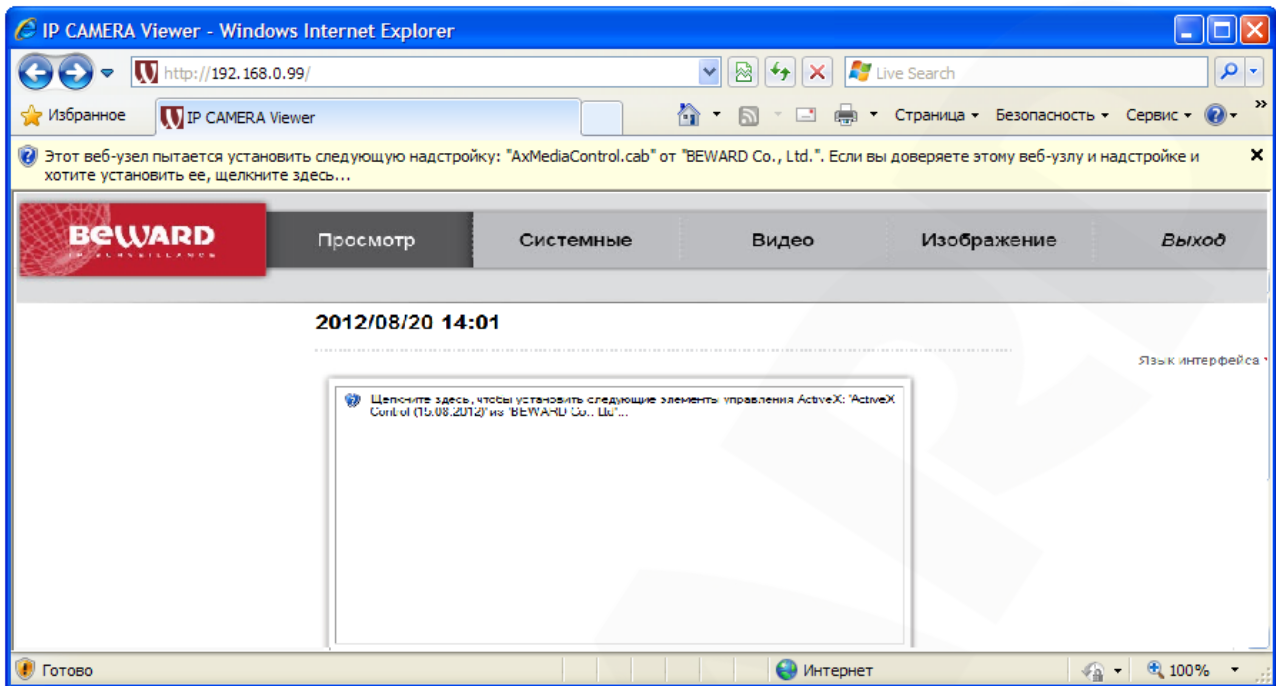 IP CAMERA Viewer - Windows Internet Explorer
http://192.168.0.99/
Live Search
Избранное
IP CAMERA Viewer
Страница
Безопасность
Сервис
Этот веб-узел пытается установить следующую надстройку: "AxMediaControl.cab" от "BEWARD Co., Ltd.". Если вы доверяете этому веб-узлу и надстройке и
хотите установить ее, щелкните здесь...
BEWARD
IP SURVEILLANCE
Просмотр
Системные
Видео
Изображение
Выход
2012/08/20 14:01
Язык интерфейса
Щелкните здесь, чтобы установить следующие элементы управления ActiveX: "ActiveX
Control (15.08.2012)" из "BEWARD Co., Ltd"...
Готово
Интернет
100%